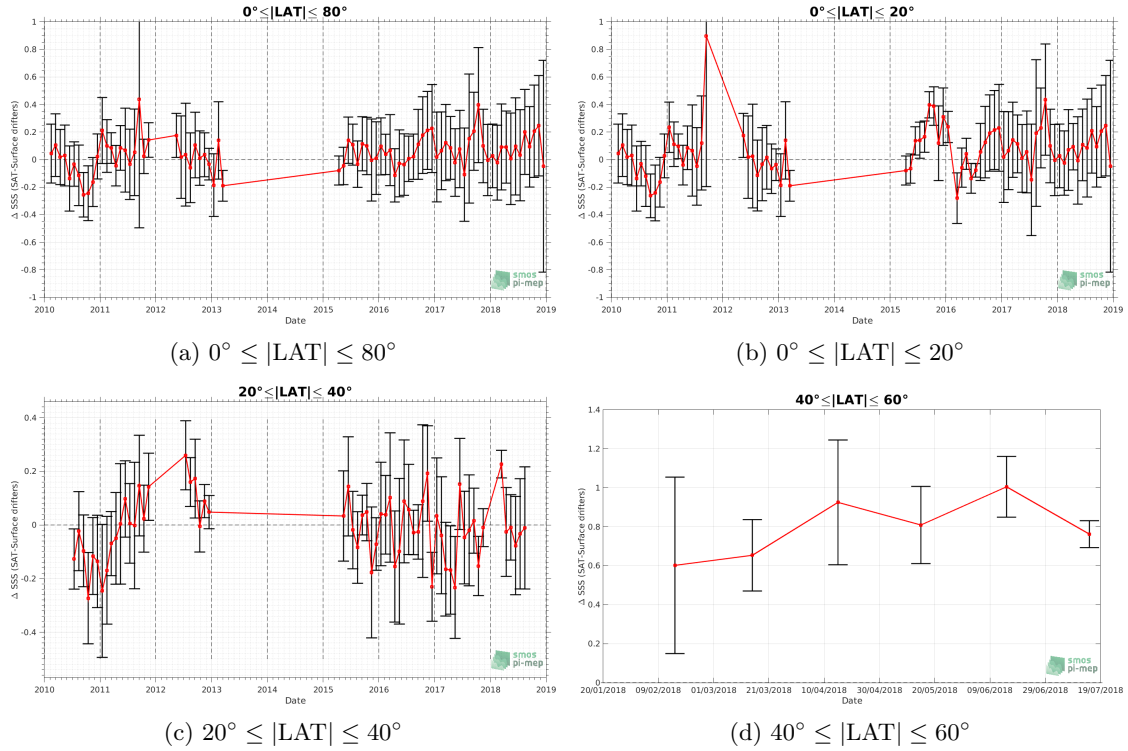 0°≤|LAT|≤ 80°
Δ SSS (SAT-Surface drifters)
1
0.8
0.6
0.4
0.2
0
-0.2
-0.4
-0.6
-0.8
-1
2010 2011 2012 2013 2014 2015 2016 2017 2018 2019
Date
smos
pi-mep
(a) 0° ≤ |LAT| ≤ 80°
0°≤|LAT|≤ 20°
Δ SSS (SAT-Surface drifters)
1
0.8
0.6
0.4
0.2
0
-0.2
-0.4
-0.6
-0.8
-1
2010 2011 2012 2013 2014 2015 2016 2017 2018 2019
Date
smos
pi-mep
(b) 0° ≤ |LAT| ≤ 20°
20°≤|LAT|≤ 40°
Δ SSS (SAT-Surface drifters)
0.4
0.2
0
-0.2
-0.4
2010 2011 2012 2013 2014 2015 2016 2017 2018 2019
Date
smos
pi-mep
(c) 20° ≤ |LAT| ≤ 40°
40°≤|LAT|≤ 60°
Δ SSS (SAT-Surface drifters)
1.4
1.2
1
0.8
0.6
0.4
0.2
0
20/01/2018 09/02/2018 01/03/2018 21/03/2018 10/04/2018 30/04/2018 20/05/2018 09/06/2018 29/06/2018 19/07/2018
Date
smos
pi-mep
(d) 40° ≤ |LAT| ≤ 60°